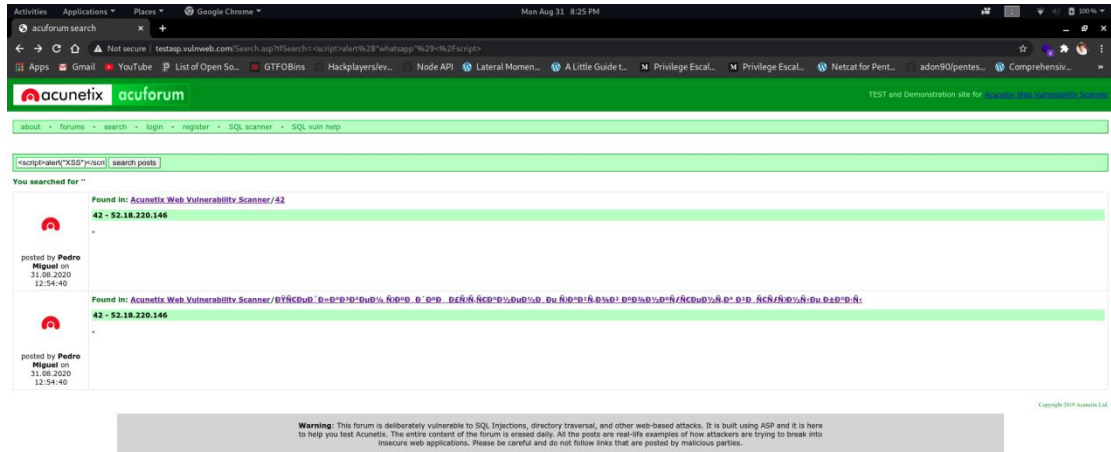 Activities Applications Places Google Chrome Mon Aug 31 8:25 PM 1 100 %
acuforum search
Not secure | testasp.vulnweb.com/Search.asp?tfSearch=<script>alert%28"whatsapp"%29<%2Fscript>
Apps Gmail YouTube List of Open So... GTFOBins Hackplayers/ev... Node API Lateral Momen... A Little Guide t... Privilege Escal... Privilege Escal... Netcat for Pent... adon90/pentes... Comprehensiv... »
acunetix acuforum TEST and Demonstration site for Acunetix Web Vulnerability Scanner
about - forums - search - login - register - SQL scanner - SQL vuln help
<script>alert("XSS")</scri search posts
You searched for ''
Found in: Acunetix Web Vulnerability Scanner/42
42 - 52.18.220.146
posted by Pedro
Miguel on
31.08.2020
12:54:40
Found in: Acunetix Web Vulnerability Scanner/
42 - 52.18.220.146
posted by Pedro
Miguel on
31.08.2020
12:54:40
Copyright 2019 Acunetix Ltd.
Warning: This forum is deliberately vulnerable to SQL Injections, directory traversal, and other web-based attacks. It is built using ASP and it is here
to help you test Acunetix. The entire content of the forum is erased daily. All the posts are real-life examples of how attackers are trying to break into
insecure web applications. Please be careful and do not follow links that are posted by malicious parties.